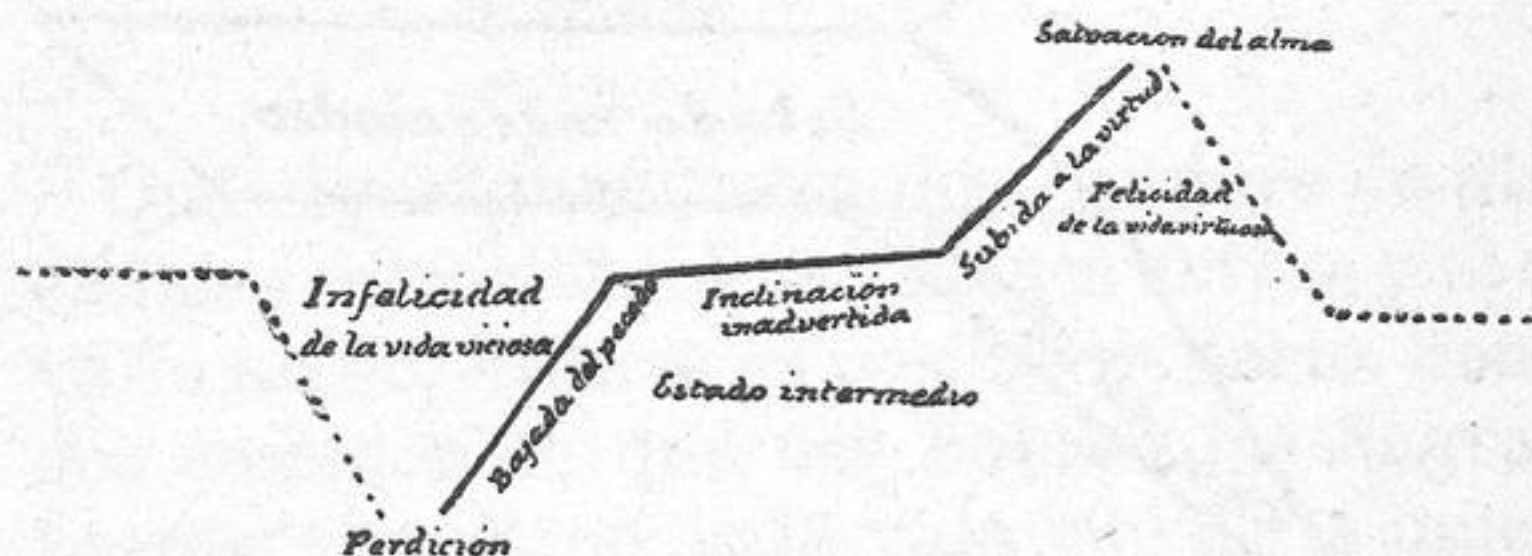 Salvacion del alma
Subida a la virtud
Felicidad
de la vida virtuosa
Infelicidad
de la vida viciosa
Bajada del pecado
Inclinación
inadvertida
Estado intermedio
Perdición